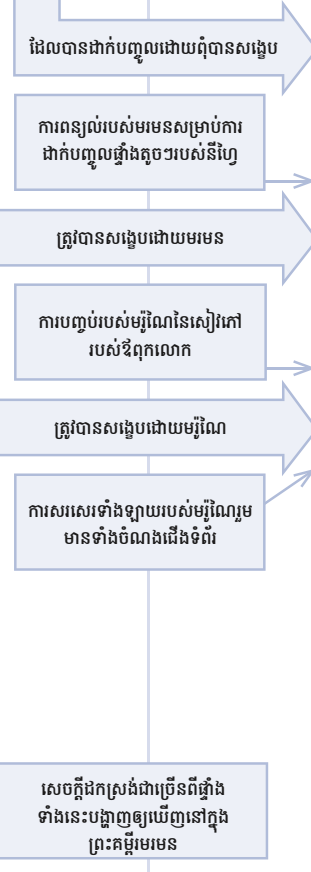 ដែលបានដាក់បញ្ចូលដោយពុំបានសង្ខេប
ការពន្យល់របស់មរមនសម្រាប់ការ
ដាក់បញ្ចូលផ្ទាំងតូចៗរបស់នីហ្វៃ
ត្រូវបានសង្ខេបដោយមរមន
ការបញ្ចប់របស់មរ៉ូណៃនៃសៀវភៅ
របស់ឪពុកលោក
ត្រូវបានសង្ខេបដោយមរ៉ូណៃ
ការសរសេរទាំងឡាយរបស់មរ៉ូណៃរួម
មានទាំងចំណងជើងទំព័រ
សេចក្ដីដកស្រង់ជាច្រើនពីផ្ទាំង
ទាំងនេះបង្ហាញឲ្យឃើញនៅក្នុង
ព្រះគម្ពីរមរមន